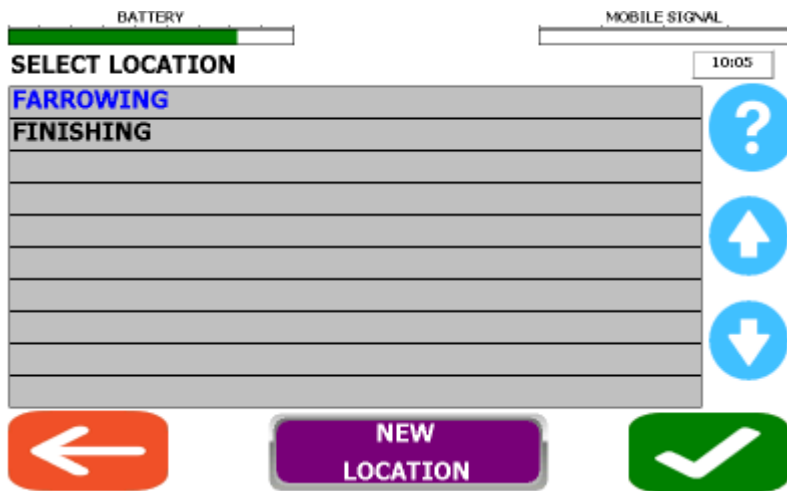 BATTERY
MOBILE SIGNAL
SELECT LOCATION
10:05
FARROWING
FINISHING
?
NEW
LOCATION